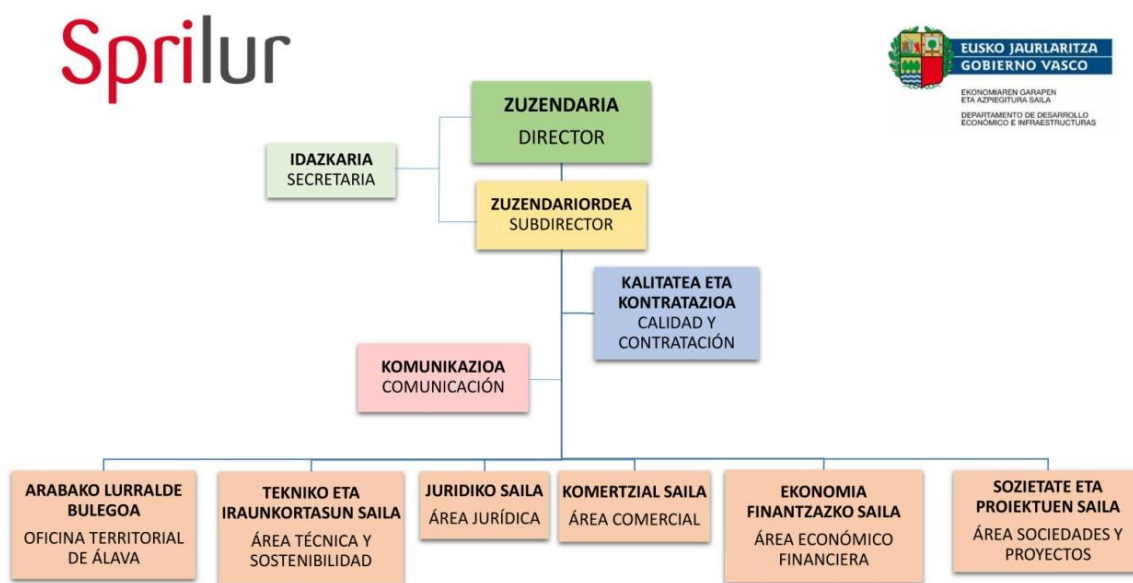 Sprilur
EUSKO JAURLARITZA
GOBIERNO VASCO
EKONOMIAREN GARAPEN
ETA AZPIEGITURA SAILA
DEPARTAMENTO DE DESARROLLO
ECONÓMICO E INFRAESTRUCTURAS
ZUZENDARIA
DIRECTOR
IDAZKARIA
SECRETARIA
ZUZENDARIORDEA
SUBDIRECTOR
KALITATEA ETA
KONTRATAZIOA
CALIDAD Y
CONTRATACIÓN
KOMUNIKAZIOA
COMUNICACIÓN
ARABAKO LURRALDE
BULEGOA
OFICINA TERRITORIAL
DE ÁLAVA
TEKNIKO ETA
IRAUNKORTASUN SAILA
ÁREA TÉCNICA Y
SOSTENIBILIDAD
JURIDIKO SAILA
ÁREA JURÍDICA
KOMERTZIAL SAILA
ÁREA COMERCIAL
EKONOMIA
FINANTZAZKO SAILA
ÁREA ECONÓMICO
FINANCIERA
SOZIETATE ETA
PROIEKTUEN SAILA
ÁREA SOCIEDADES Y
PROYECTOS